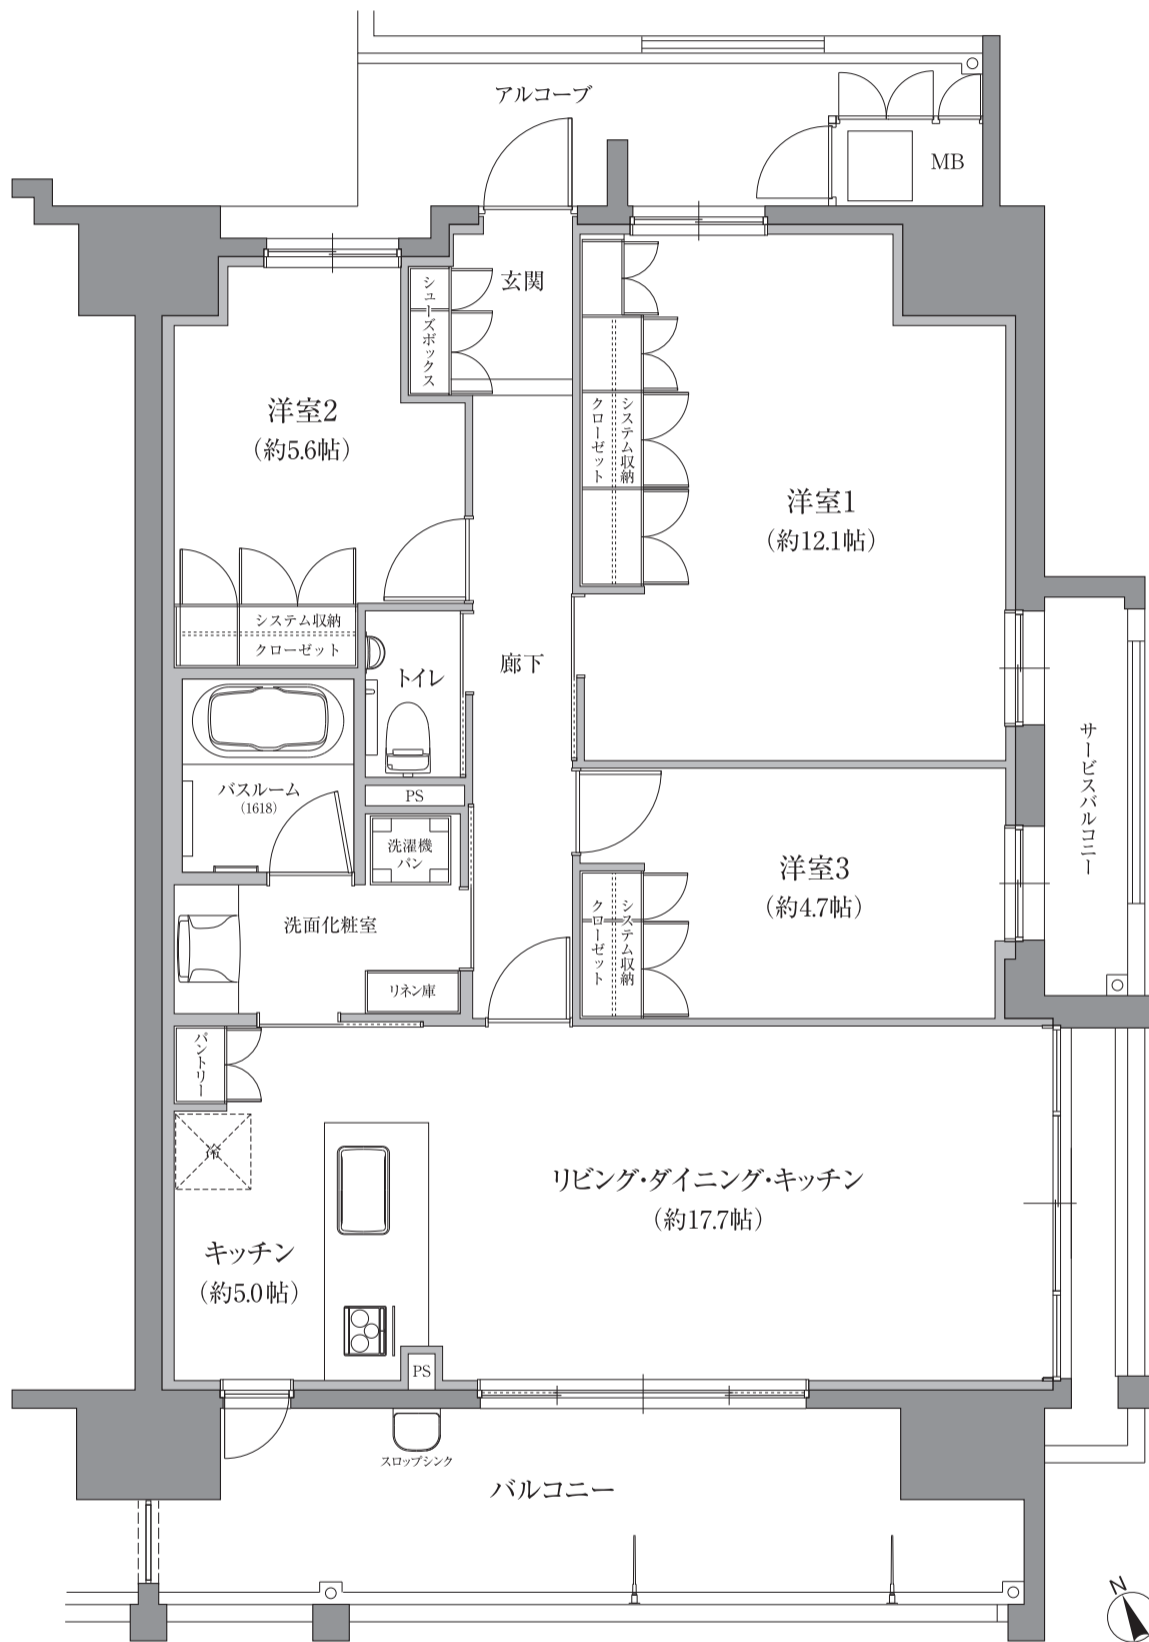 アルコーブ
MB
玄関
シューズボックス
洋室2
（約5.6帖）
システム収納
クローゼット
洋室1
（約12.1帖）
システム収納
クローゼット
トイレ
廊下
サービスバルコニー
バスルーム
（1618）
PS
洗濯機
パン
洋室3
（約4.7帖）
システム収納
クローゼット
洗面化粧室
リネン庫
パントリー
冷
リビング・ダイニング・キッチン
（約17.7帖）
キッチン
（約5.0帖）
PS
スロップシンク
バルコニー
N